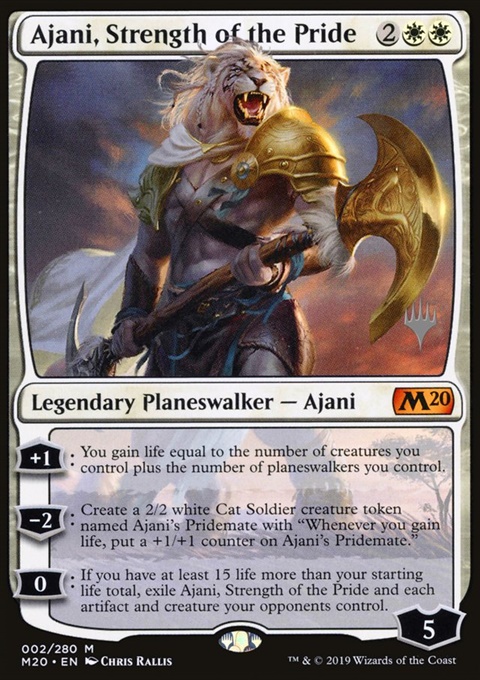 Ajani, Strength of the Pride 2
Legendary Planeswalker — Ajani M20
+1 : You gain life equal to the number of creatures you
control plus the number of planeswalkers you control.
−2 : Create a 2/2 white Cat Soldier creature token
named Ajani's Pridemate with “Whenever you gain
life, put a +1/+1 counter on Ajani's Pridemate.”
0 : If you have at least 15 life more than your starting
life total, exile Ajani, Strength of the Pride and each
artifact and creature your opponents control.
5
002/280 M
M20 • EN Chris Rallis ™ & © 2019 Wizards of the Coast